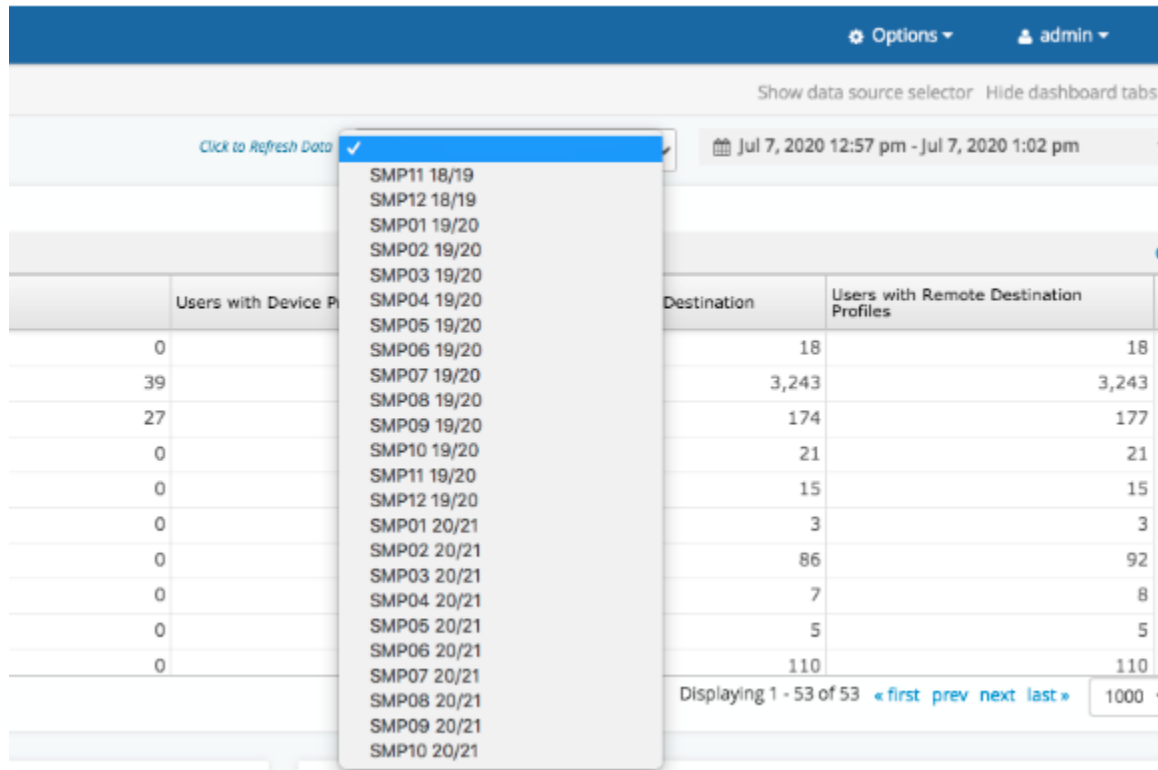 Options admin
Show data source selector Hide dashboard tabs
Click to Refresh Data
Jul 7, 2020 12:57 pm - Jul 7, 2020 1:02 pm
SMP11 18/19
SMP12 18/19
SMP01 19/20
SMP02 19/20
SMP03 19/20
SMP04 19/20
SMP05 19/20
SMP06 19/20
SMP07 19/20
SMP08 19/20
SMP09 19/20
SMP10 19/20
SMP11 19/20
SMP12 19/20
SMP01 20/21
SMP02 20/21
SMP03 20/21
SMP04 20/21
SMP05 20/21
SMP06 20/21
SMP07 20/21
SMP08 20/21
SMP09 20/21
SMP10 20/21
Users with Device Destination Users with Remote Destination
Profiles
0 18 18
39 3,243 3,243
27 174 177
0 21 21
0 15 15
0 3 3
0 86 92
0 7 8
0 5 5
0 110 110
Displaying 1 - 53 of 53 «first prev next last» 1000